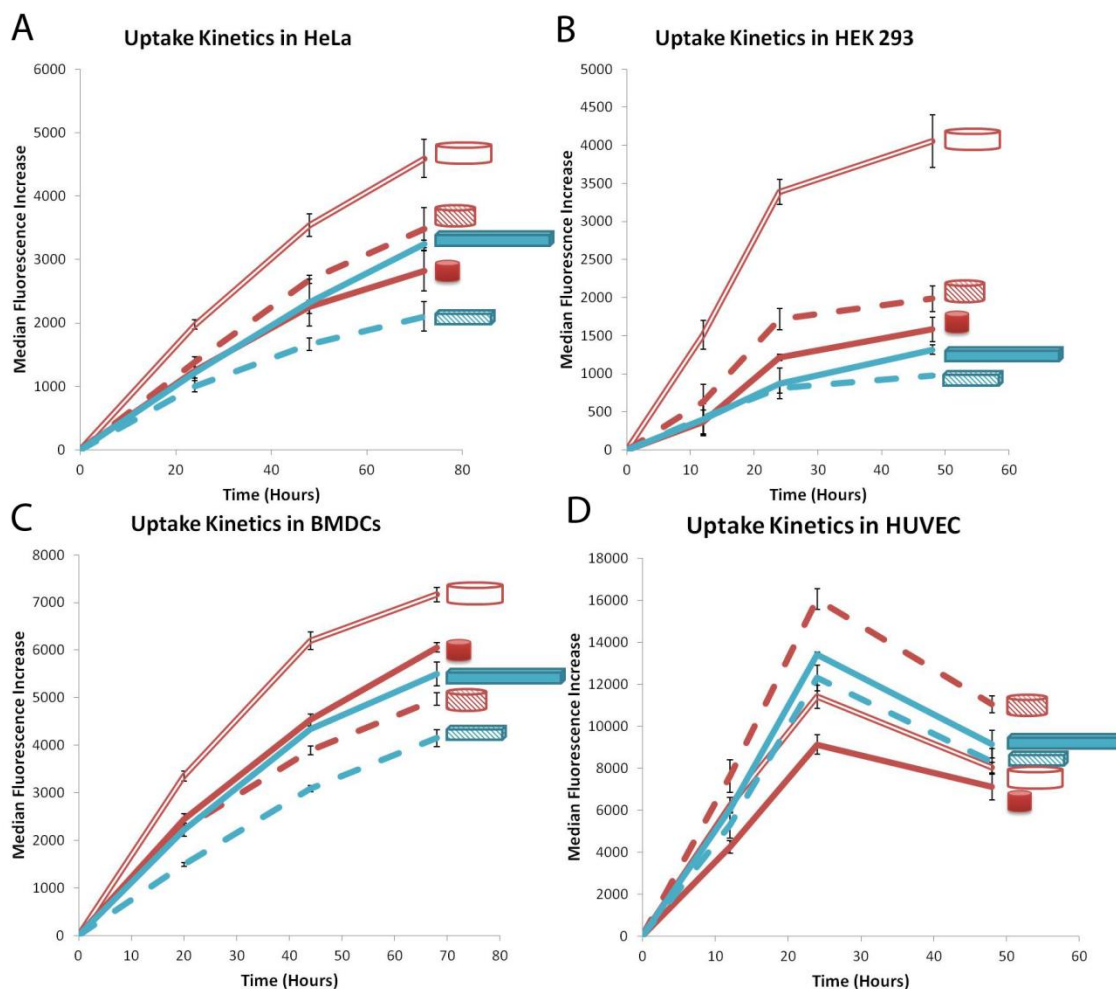 A
Uptake Kinetics in HeLa
Median Fluorescence Increase
6000
5000
4000
3000
2000
1000
0
0 20 40 60 80
Time (Hours)
B
Uptake Kinetics in HEK 293
Median Fluorescnce Increase
5000
4500
4000
3500
3000
2500
2000
1500
1000
500
0
0 10 20 30 40 50 60
Time (Hours)
C
Uptake Kinetics in BMDCs
Median Fluorescence Increase
8000
7000
6000
5000
4000
3000
2000
1000
0
0 10 20 30 40 50 60 70 80 90
Time (Hours)
D
Uptake Kinetics in HUVEC
Median Fluorescence Increase
18000
16000
14000
12000
10000
8000
6000
4000
2000
0
0 10 20 30 40 50 60
Time (Hours)